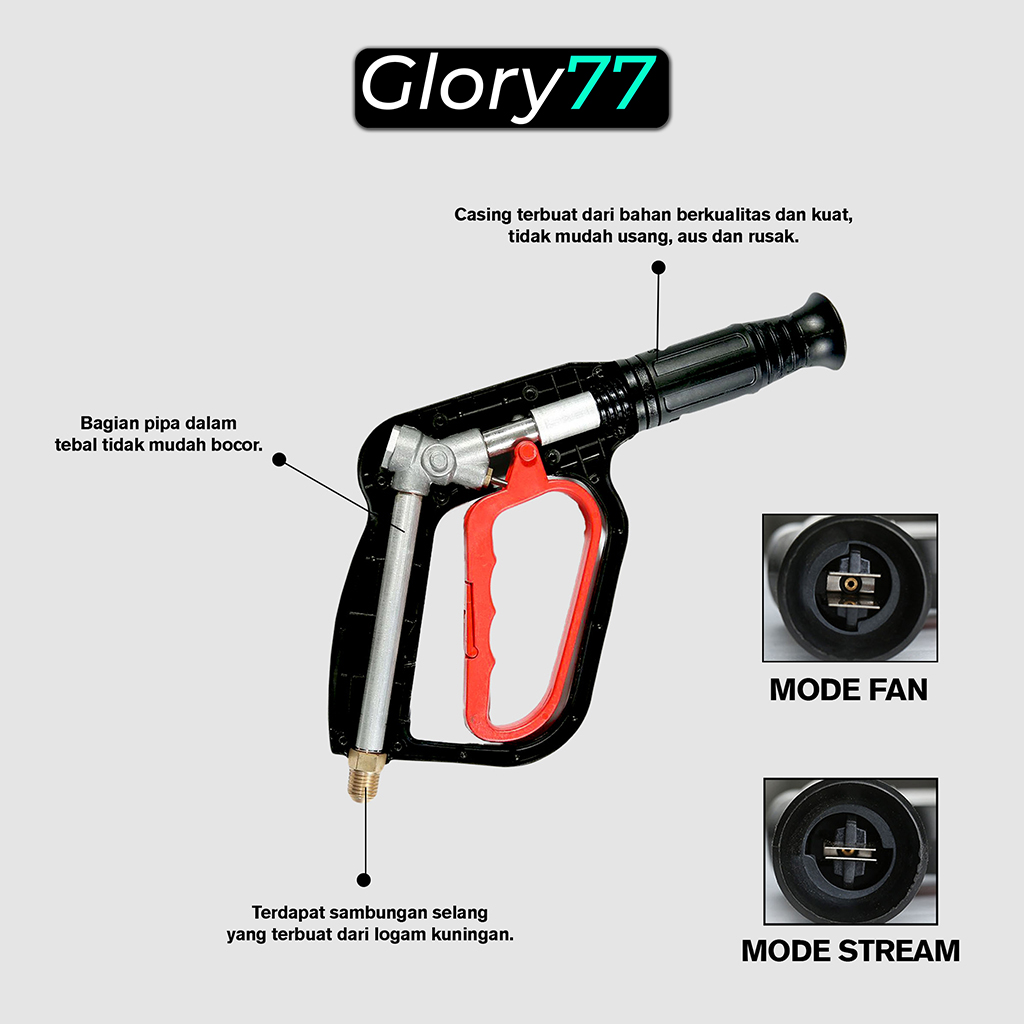 Glory77
Casing terbuat dari bahan berkualitas dan kuat,
tidak mudah usang, aus dan rusak.
Bagian pipa dalam
tebal tidak mudah bocor.
MODE FAN
Terdapat sambungan selang
yang terbuat dari logam kuningan.
MODE STREAM